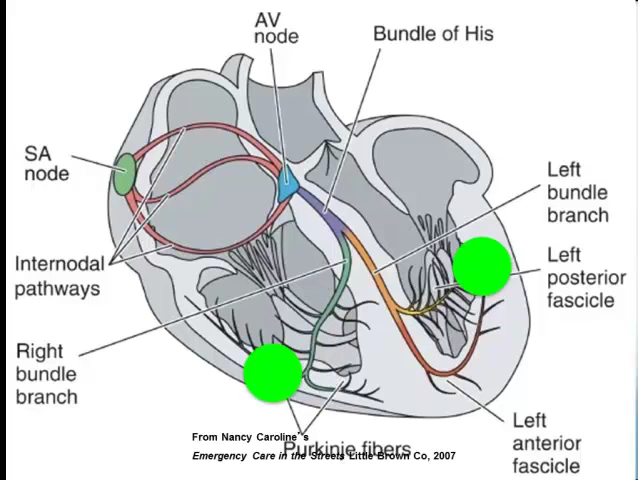 AV
node
Bundle of His
SA
node
Left
bundle
branch
Internodal
pathways
Left
posterior
fascicle
Right
bundle
branch
Left
anterior
fascicle
From Nancy Caroline's
Purkinje fibers
Emergency Care in the Streets Little Brown Co, 2007